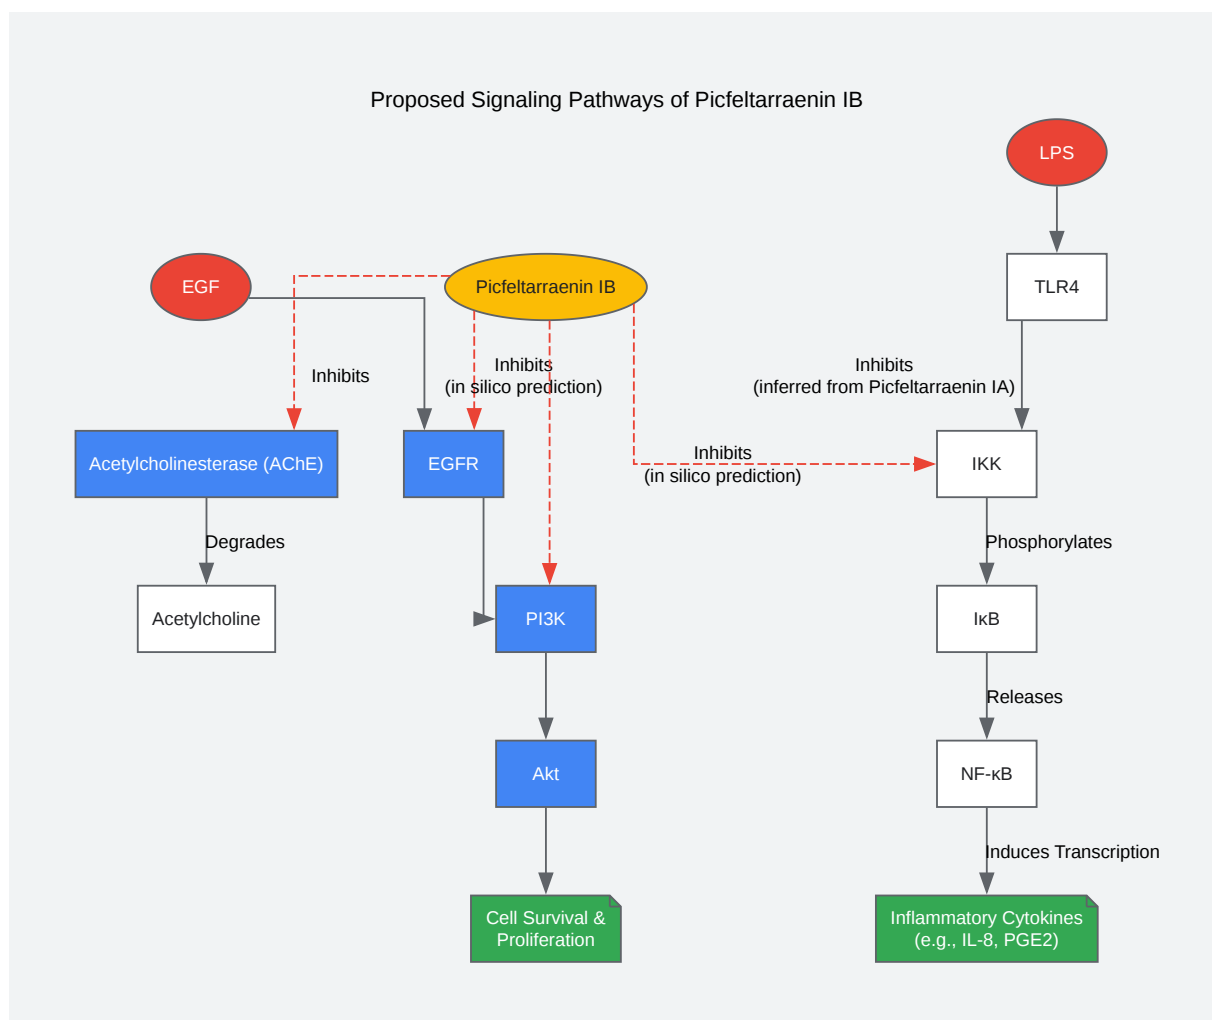 Proposed Signaling Pathways of Picfeltarraenin IB
LPS
EGF
Picfeltarraenin IB
TLR4
Inhibits
Inhibits
(in silico prediction)
Inhibits
(inferred from Picfeltarraenin IA)
Acetylcholinesterase (AChE)
EGFR
Inhibits
(in silico prediction)
IKK
Degrades
Phosphorylates
Acetylcholine
PI3K
IκB
Releases
Akt
NF-κB
Induces Transcription
Cell Survival &
Proliferation
Inflammatory Cytokines
(e.g., IL-8, PGE2)